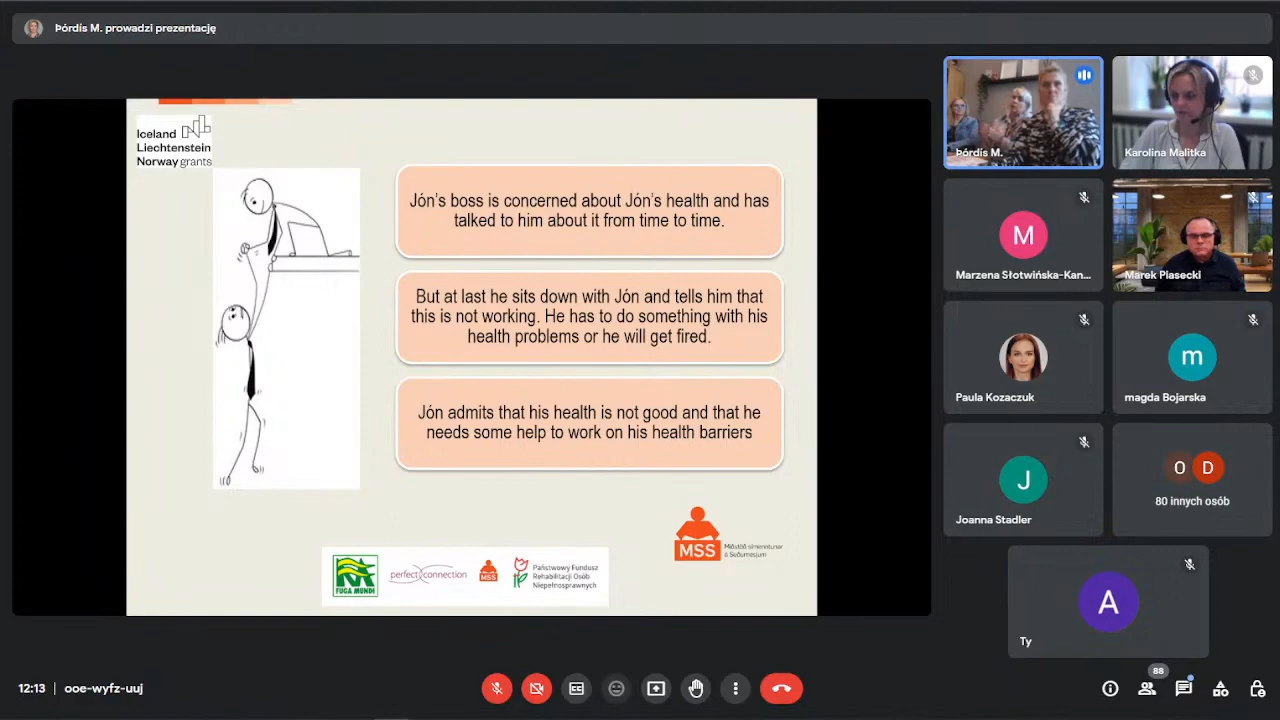 Þórdís M. prowadzi prezentację
Iceland
Liechtenstein
Norway grants
Jón's boss is concerned about Jón's health and has
talked to him about it from time to time.
But at last he sits down with Jón and tells him that
this is not working. He has to do something with his
health problems or he will get fired.
Jón admits that his health is not good and that he
needs some help to work on his health barriers
MSS
Miðstöð símenntunar
á Suðurnesjum
FUGA MUNDI
perfect connection
MSS
Państwowy Fundusz
Rehabilitacji Osób
Niepełnosprawnych
Þórdís M.
Karolina Malitka
M
Marzena Słotwińska-Kan...
Marek Piasecki
Paula Kozaczuk
m
magda Bojarska
J
Joanna Stadler
O D
80 innych osób
A
Ty
12:13 | ooe-wyfz-uuj
88